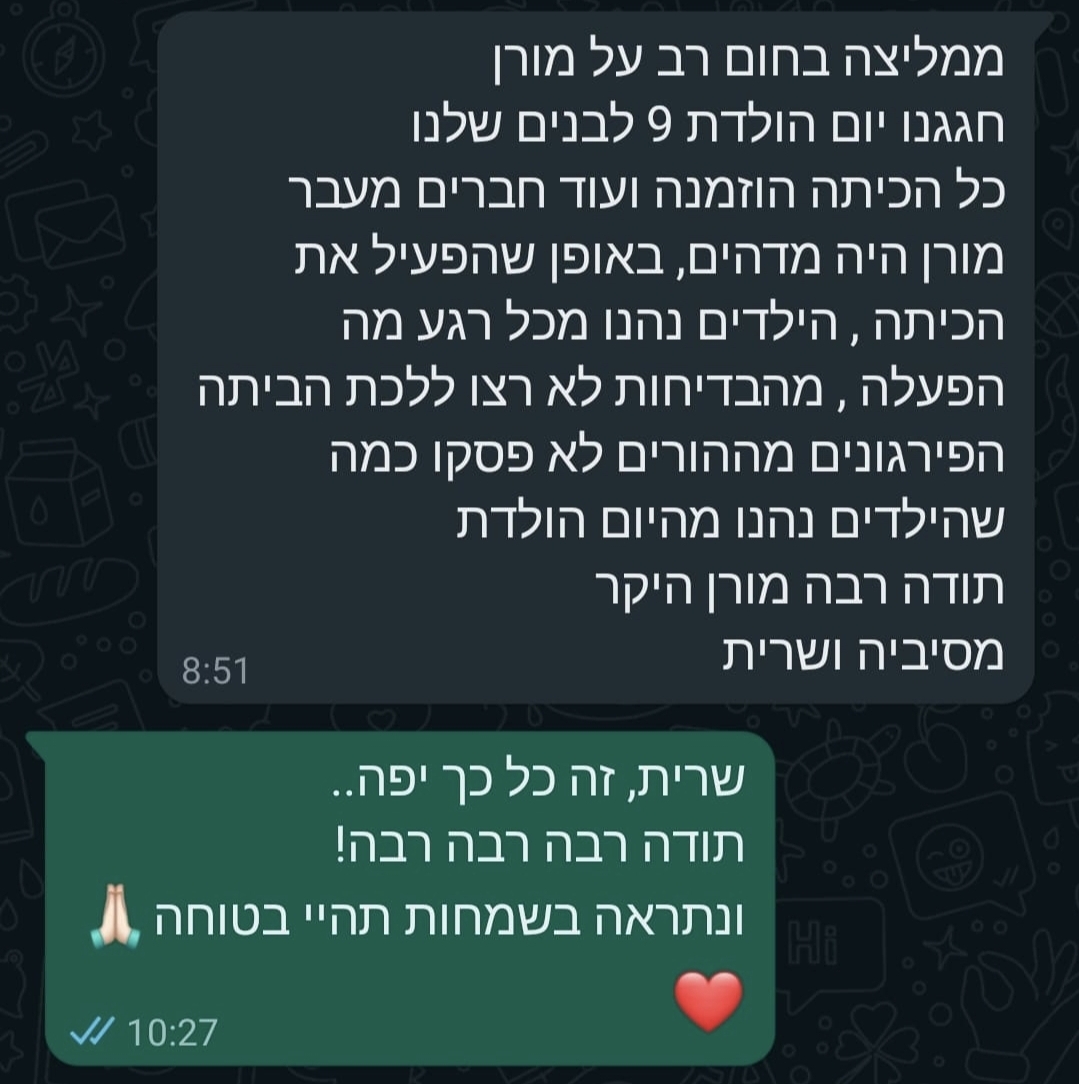 ממליצה בחום רב על מורן
חגגנו יום הולדת 9 לבנים שלנו
כל הכיתה הוזמנה ועוד חברים מעבר
מורן היה מדהים, באופן שהפעיל את
הכיתה , הילדים נהנו מכל רגע מה
הפעלה , מהבדיחות לא רצו ללכת הביתה
הפירגונים מההורים לא פסקו כמה
שהילדים נהנו מהיום הולדת
תודה רבה מורן היקר
מסיביה ושרית
8:51
שרית, זה כל כך יפה..
תודה רבה רבה רבה!
ונתראה בשמחות תהיי בטוחה 🙏🏻
❤️
10:27
Hi